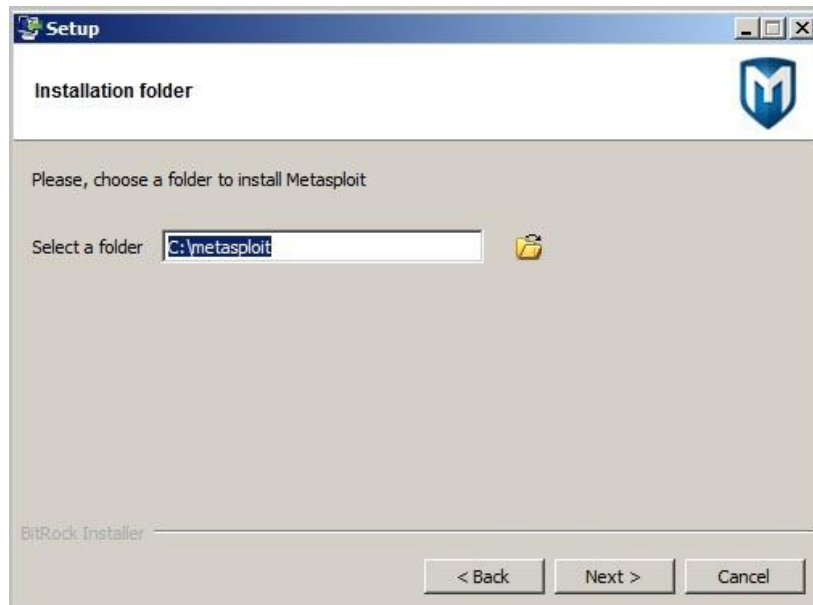 Setup
Installation folder
Please, choose a folder to install Metasploit
Select a folder C:\metasploit
BitRock Installer
< Back Next > Cancel